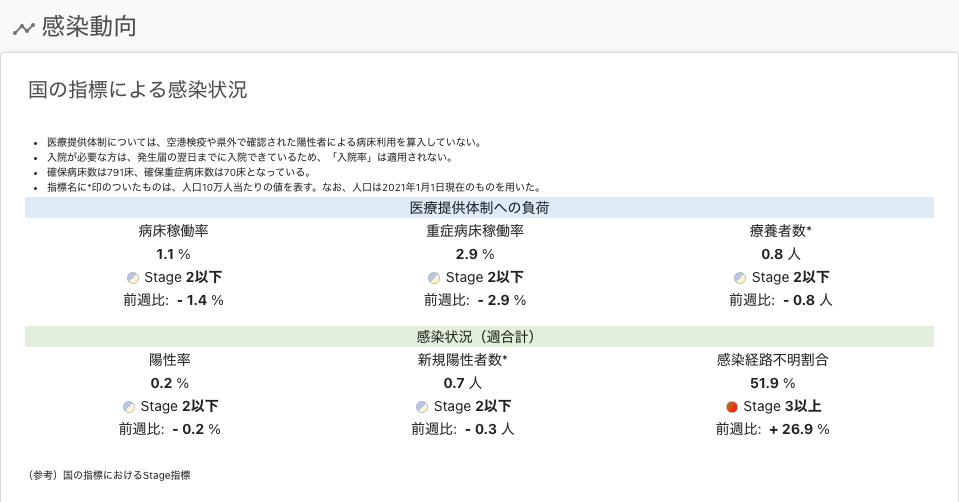 感染動向
国の指標による感染状況
• 医療提供体制については、空港検疫や県外で確認された陽性者による病床利用を算入していない。
• 入院が必要な方は、発生届の翌日までに入院できているため、「入院率」は適用されない。
• 確保病床数は791床、確保重症病床数は70床となっている。
• 指標名に*印のついたものは、人口10万人当たりの値を表す。なお、人口は2021年1月1日現在のものを用いた。
医療提供体制への負荷
病床稼働率 重症病床稼働率 療養者数*
1.1 % 2.9 % 0.8 人
Stage 2以下 Stage 2以下 Stage 2以下
前週比: - 1.4 % 前週比: - 2.9 % 前週比: - 0.8 人
感染状況（週合計）
陽性率 新規陽性者数* 感染経路不明割合
0.2 % 0.7 人 51.9 %
Stage 2以下 Stage 2以下 Stage 3以上
前週比: - 0.2 % 前週比: - 0.3 人 前週比: + 26.9 %
（参考）国の指標におけるStage指標